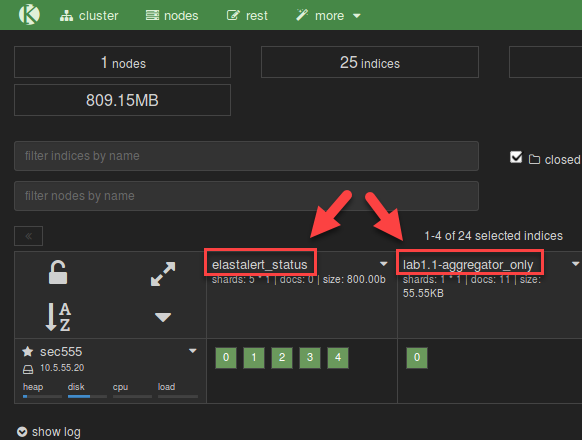 K cluster nodes rest more
1 nodes
25 indices
809.15MB
filter indices by name
closed
filter nodes by name
«
1-4 of 24 selected indices
elastalert_status
shards: 5 * 1 | docs: 0 | size: 800.00b
lab1.1-aggregator_only
shards: 1 * 1 | docs: 11 | size:
55.55KB
A
Z
sec555
10.5.55.20
heap disk cpu load
0 1 2 3 4
0
show log